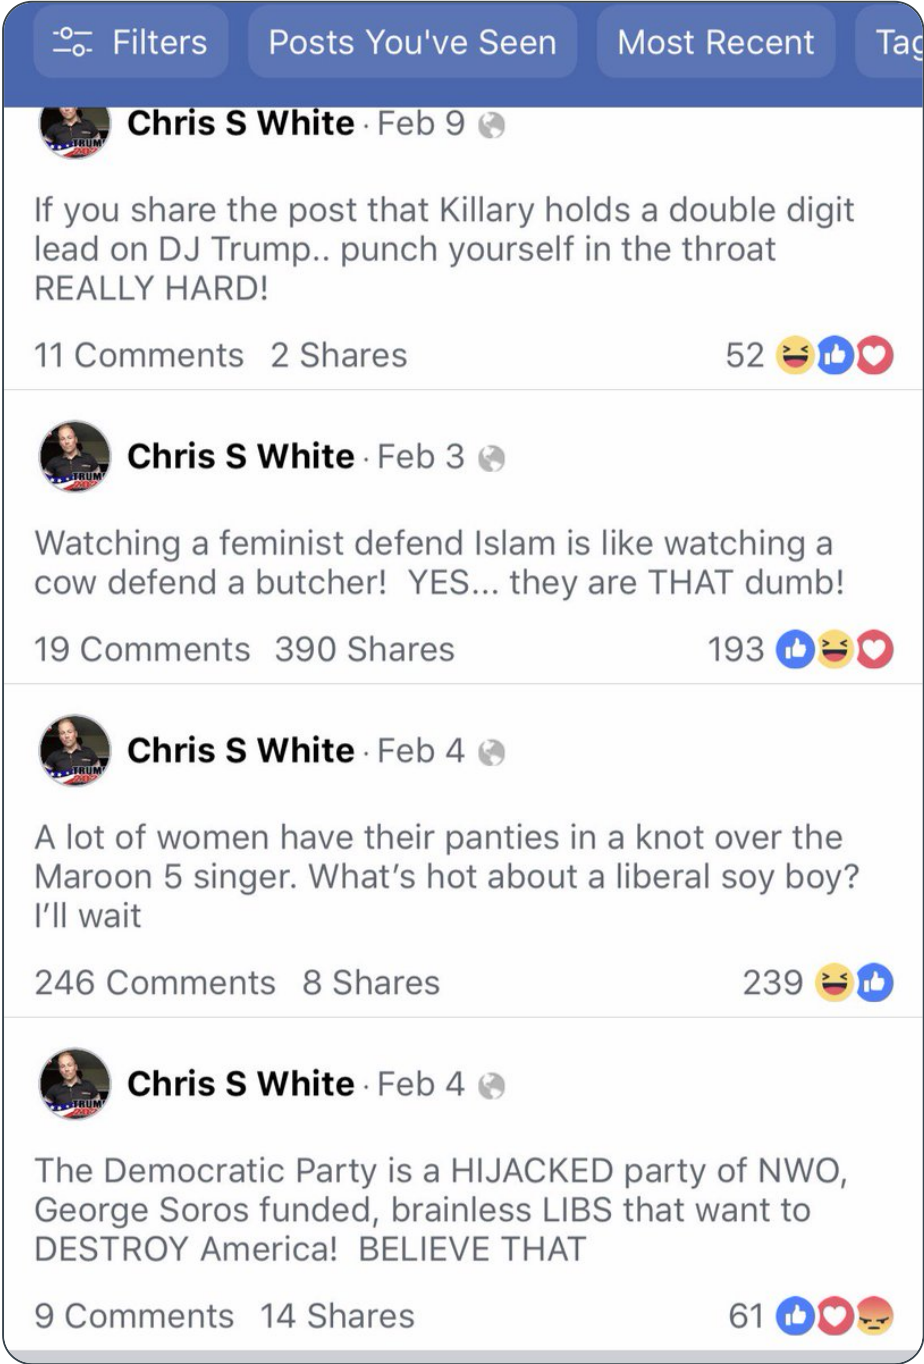 Filters Posts You've Seen Most Recent Tag
Chris S White · Feb 9
If you share the post that Killary holds a double digit
lead on DJ Trump.. punch yourself in the throat
REALLY HARD!
11 Comments 2 Shares 52
Chris S White · Feb 3
Watching a feminist defend Islam is like watching a
cow defend a butcher!  YES... they are THAT dumb!
19 Comments 390 Shares 193
Chris S White · Feb 4
A lot of women have their panties in a knot over the
Maroon 5 singer. What’s hot about a liberal soy boy?
I’ll wait
246 Comments 8 Shares 239
Chris S White · Feb 4
The Democratic Party is a HIJACKED party of NWO,
George Soros funded, brainless LIBS that want to
DESTROY America!  BELIEVE THAT
9 Comments 14 Shares 61